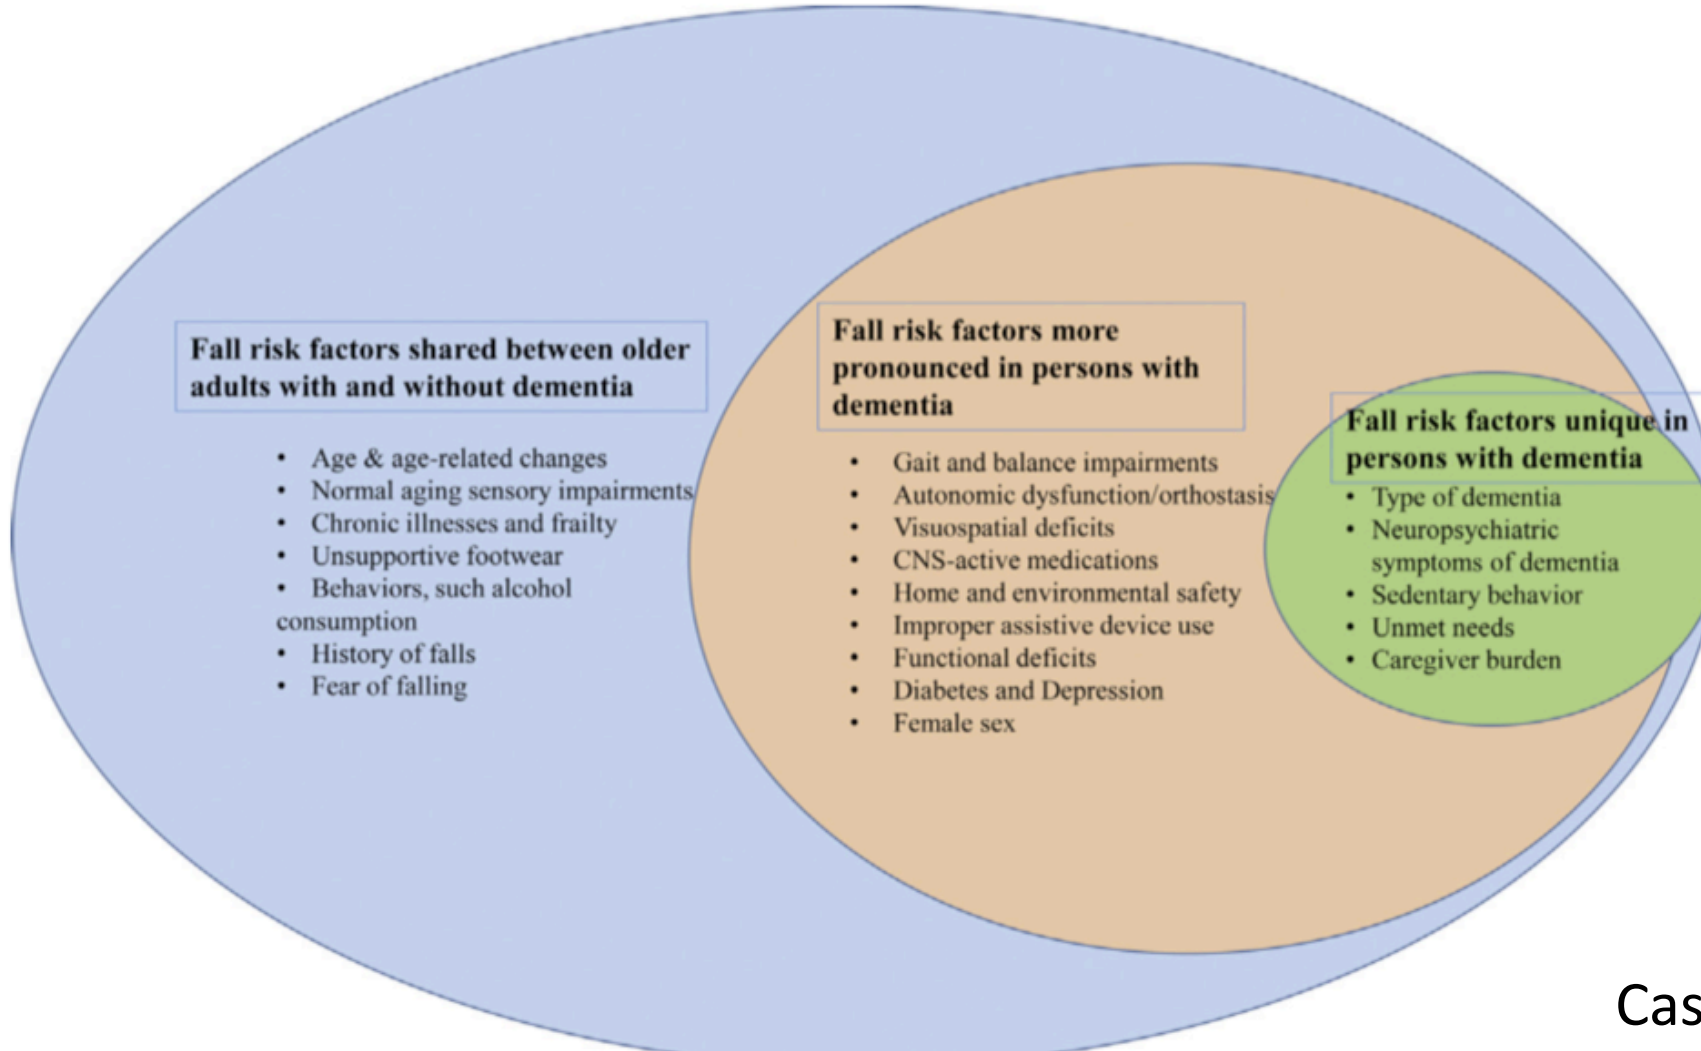 Fall risk factors shared between older
adults with and without dementia
• Age & age-related changes
• Normal aging sensory impairments
• Chronic illnesses and frailty
• Unsupportive footwear
• Behaviors, such alcohol
consumption
• History of falls
• Fear of falling
Fall risk factors more
pronounced in persons with
dementia
• Gait and balance impairments
• Autonomic dysfunction/orthostasis
• Visuospatial deficits
• CNS-active medications
• Home and environmental safety
• Improper assistive device use
• Functional deficits
• Diabetes and Depression
• Female sex
Fall risk factors unique in
persons with dementia
• Type of dementia
• Neuropsychiatric
symptoms of dementia
• Sedentary behavior
• Unmet needs
• Caregiver burden
Cas